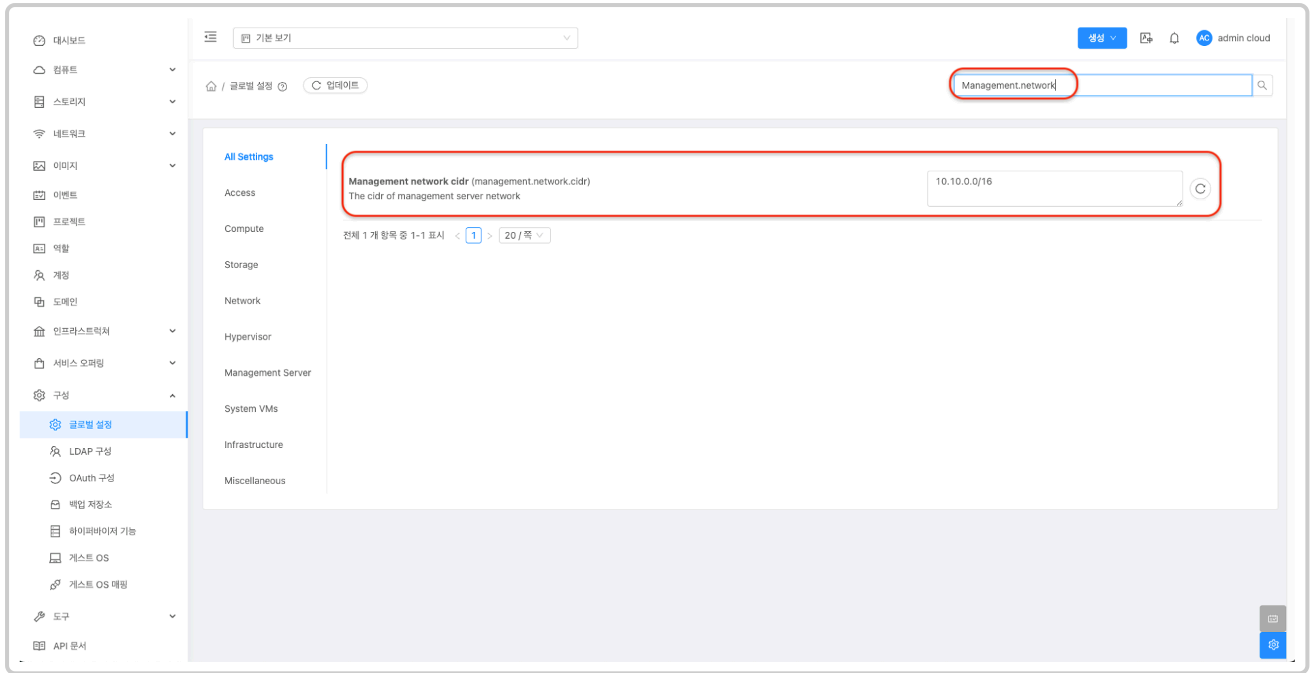 대시보드
컴퓨트
스토리지
네트워크
이미지
이벤트
프로젝트
역할
계정
도메인
인프라스트럭쳐
서비스 오퍼링
구성
글로벌 설정
LDAP 구성
OAuth 구성
백업 저장소
하이퍼바이저 기능
게스트 OS
게스트 OS 매핑
도구
API 문서
기본 보기
생성
AC admin cloud
/ 글로벌 설정
업데이트
Management.network
All Settings
Access
Compute
Storage
Network
Hypervisor
Management Server
System VMs
Infrastructure
Miscellaneous
Management network cidr (management.network.cidr)
The cidr of management server network
10.10.0.0/16
전체 1 개 항목 중 1-1 표시 < 1 > 20 / 쪽